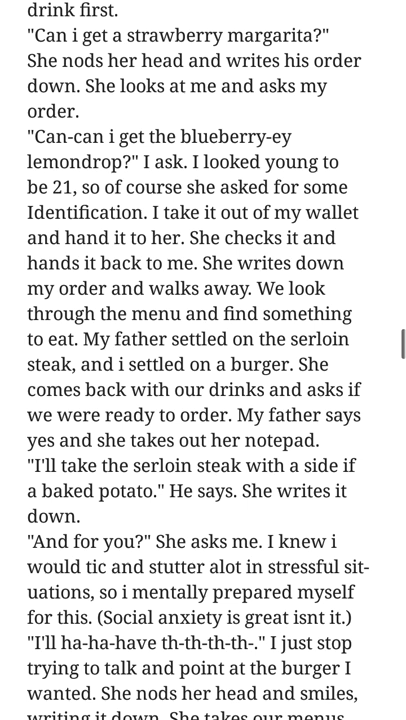 drink first.
"Can i get a strawberry margarita?"
She nods her head and writes his order
down. She looks at me and asks my
order.
"Can-can i get the blueberry-ey
lemondrop?" I ask. I looked young to
be 21, so of course she asked for some
Identification. I take it out of my wallet
and hand it to her. She checks it and
hands it back to me. She writes down
my order and walks away. We look
through the menu and find something
to eat. My father settled on the serloin
steak, and i settled on a burger. She
comes back with our drinks and asks if
we were ready to order. My father says
yes and she takes out her notepad.
"I'll take the serloin steak with a side if
a baked potato." He says. She writes it
down.
"And for you?" She asks me. I knew i
would tic and stutter alot in stressful sit-
uations, so i mentally prepared myself
for this. (Social anxiety is great isnt it.)
"I'll ha-ha-have th-th-th-th-." I just stop
trying to talk and point at the burger I
wanted. She nods her head and smiles,
writing it down. She takes our menus